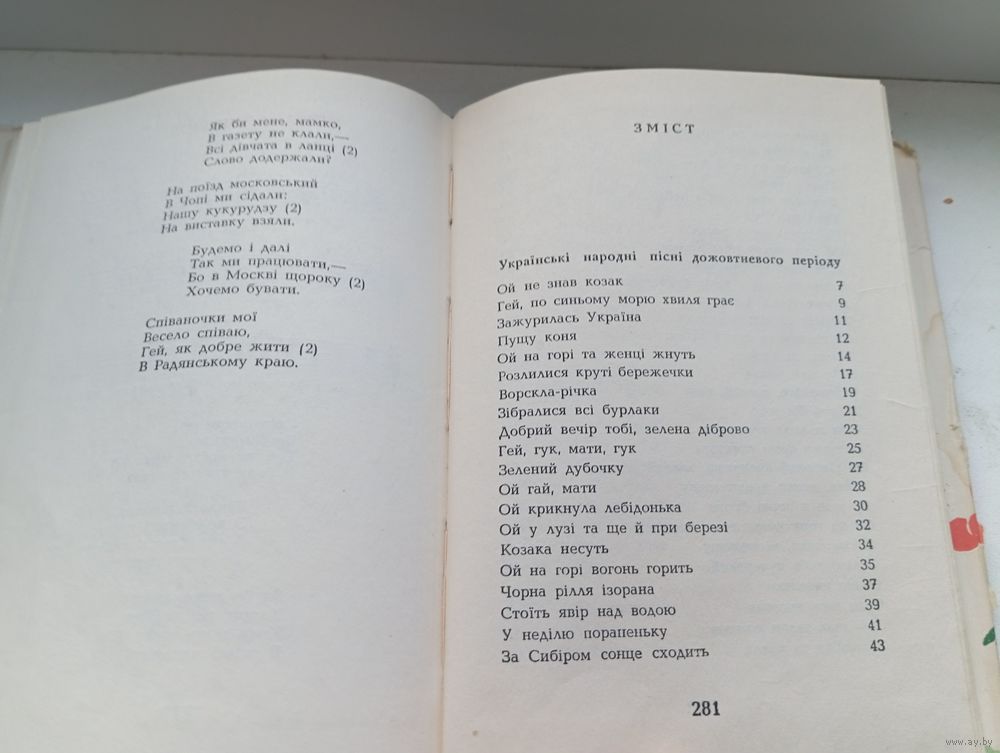 Як би мене, мамко,
В газету не клали,—
Всі дівчата в ланці (2)
Слово додержали?
На поїзд московський
В Чопі ми сідали:
Нашу кукурудзу (2)
На виставку взяли.
Будемо і далі
Так ми працювати,—
Бо в Москві щороку (2)
Хочемо бувати.
Співаночки мої
Весело співаю,
Гей, як добре жити (2)
В Радянському краю.
ЗМІСТ
Українські народні пісні дожовтневого періоду
Ой не знав козак 7
Гей, по синьому морю хвиля грає 9
Зажурилась Україна 11
Пущу коня 12
Ой на горі та женці жнуть 14
Розлилися круті бережечки 17
Ворскла-річка 19
Зібралися всі бурлаки 21
Добрий вечір тобі, зелена діброво 23
Гей, гук, мати, гук 25
Зелений дубочку 27
Ой гай, мати 28
Ой крикнула лебідонька 30
Ой у лузі та ще й при березі 32
Козака несуть 34
Ой на горі вогонь горить 35
Чорна рілля ізорана 37
Стоїть явір над водою 39
У неділю пораненьку 41
За Сибіром сонце сходить 43
281
www.ay.by